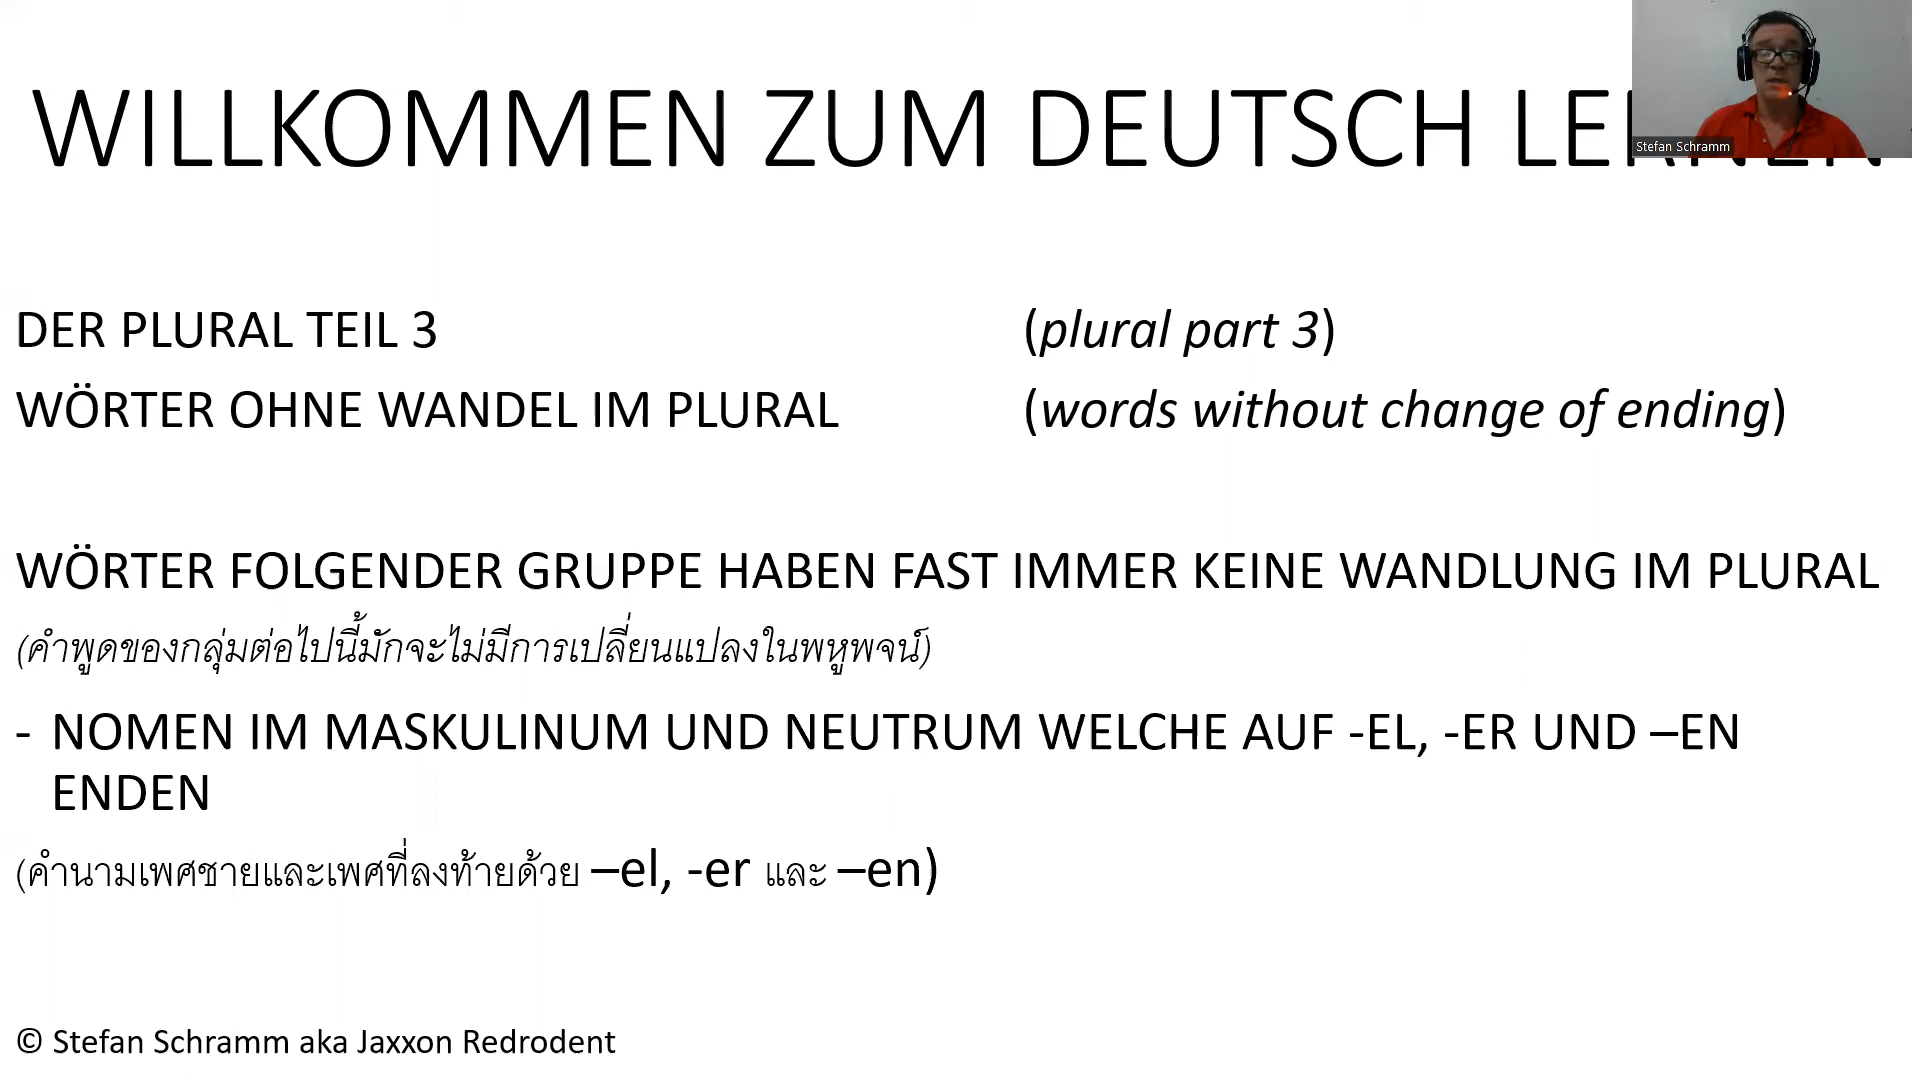 WILLKOMMEN ZUM DEUTSCH
Stefan Schramm
DER PLURAL TEIL 3 (plural part 3)
WÖRTER OHNE WANDEL IM PLURAL (words without change of ending)
WÖRTER FOLGENDER GRUPPE HABEN FAST IMMER KEINE WANDLUNG IM PLURAL
(คำพูดของกลุ่มต่อไปนี้มักจะไม่มีการเปลี่ยนแปลงในพหูพจน์)
- NOMEN IM MASKULINUM UND NEUTRUM WELCHE AUF -EL, -ER UND –EN
ENDEN
(คำนามเพศชายและเพศที่ลงท้ายด้วย –el, -er และ –en)
© Stefan Schramm aka Jaxxon Redrodent